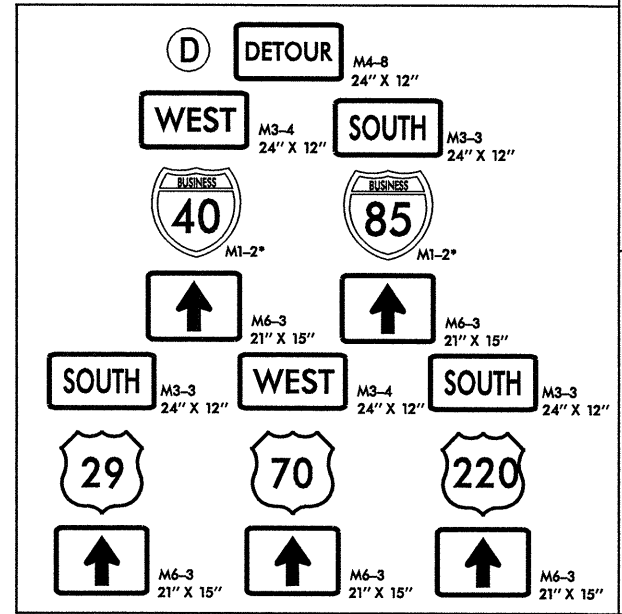 D DETOUR M4–8
24" X 12"
WEST M3–4 SOUTH M3–3
24" X 12" 24" X 12"
BUSINESS BUSINESS
40 85
M1–2* M1–2*
M6–3 M6–3
21" X 15" 21" X 15"
SOUTH M3–3 WEST M3–4 SOUTH M3–3
24" X 12" 24" X 12" 24" X 12"
29 70 220
M6–3 M6–3 M6–3
21" X 15" 21" X 15" 21" X 15"